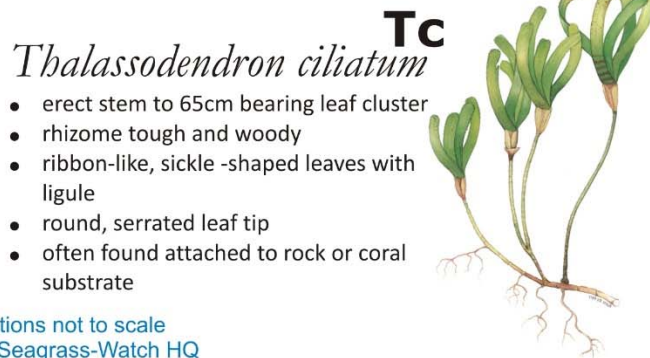 Tc
Thalassodendron ciliatum
• erect stem to 65cm bearing leaf cluster
• rhizome tough and woody
• ribbon-like, sickle -shaped leaves with
ligule
• round, serrated leaf tip
• often found attached to rock or coral
substrate
tions not to scale
Seagrass-Watch HQ